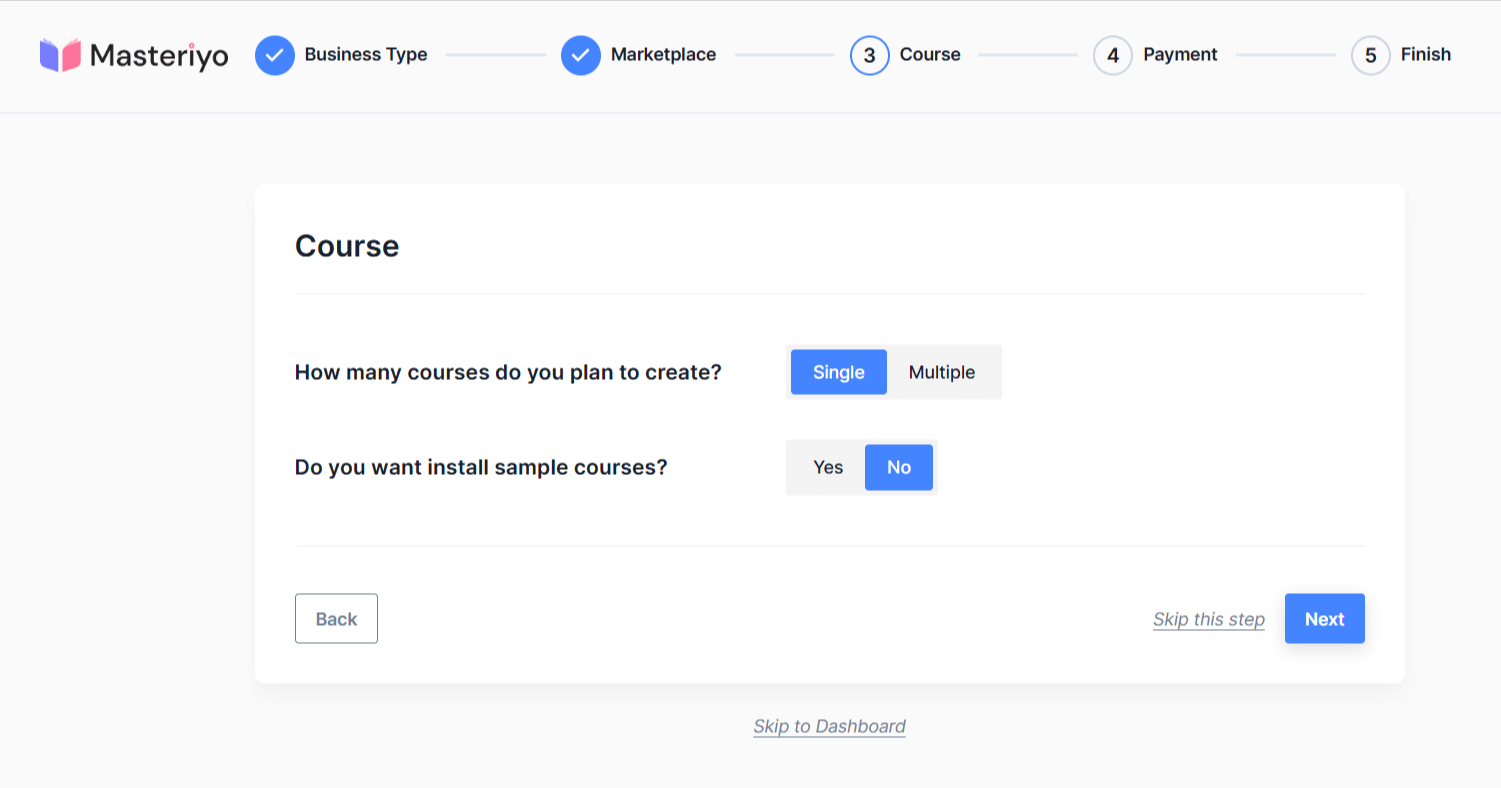 Masteriyo
Business Type
Marketplace
3 Course
4 Payment
5 Finish
Course
How many courses do you plan to create?
Single Multiple
Do you want install sample courses?
Yes No
Back
Skip this step
Next
Skip to Dashboard